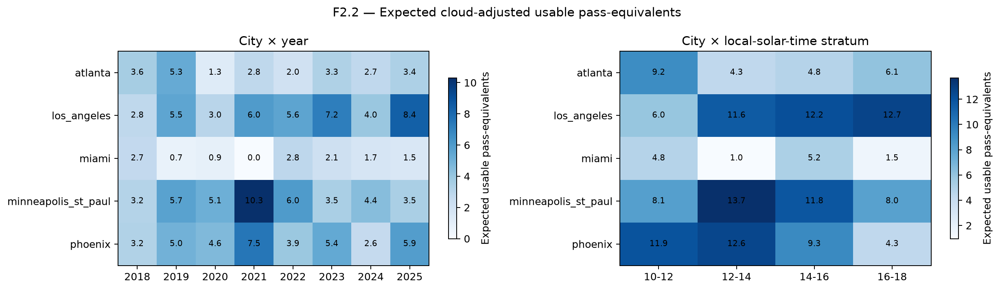 F2.2 — Expected cloud-adjusted usable pass-equivalents
City × year
atlanta 3.6 5.3 1.3 2.8 2.0 3.3 2.7 3.4
los_angeles 2.8 5.5 3.0 6.0 5.6 7.2 4.0 8.4
miami 2.7 0.7 0.9 0.0 2.8 2.1 1.7 1.5
minneapolis_st_paul 3.2 5.7 5.1 10.3 6.0 3.5 4.4 3.5
phoenix 3.2 5.0 4.6 7.5 3.9 5.4 2.6 5.9
2018 2019 2020 2021 2022 2023 2024 2025
10
8
6
4
2
0
Expected usable pass-equivalents
City × local-solar-time stratum
atlanta 9.2 4.3 4.8 6.1
los_angeles 6.0 11.6 12.2 12.7
miami 4.8 1.0 5.2 1.5
minneapolis_st_paul 8.1 13.7 11.8 8.0
phoenix 11.9 12.6 9.3 4.3
10-12 12-14 14-16 16-18
12
10
8
6
4
2
Expected usable pass-equivalents